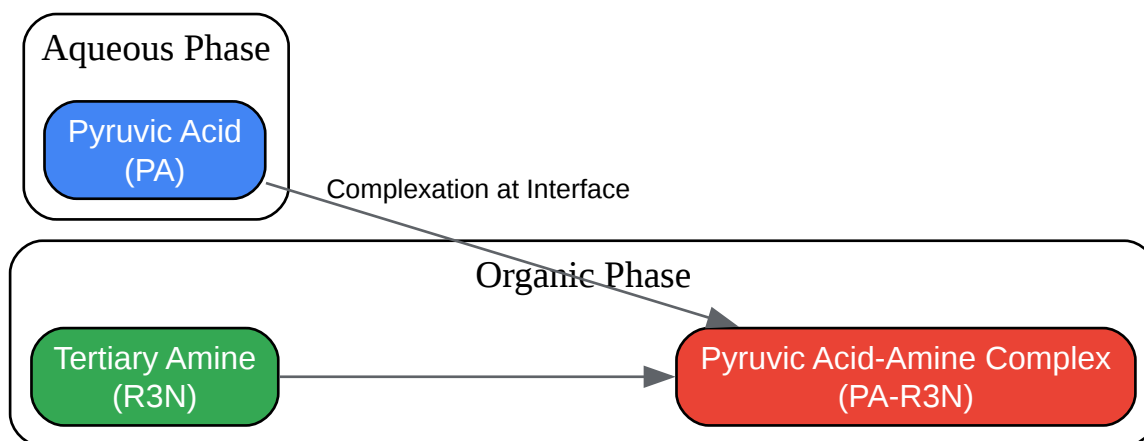 Aqueous Phase
Pyruvic Acid
(PA)
Complexation at Interface
Organic Phase
Tertiary Amine
(R3N)
Pyruvic Acid-Amine Complex
(PA-R3N)